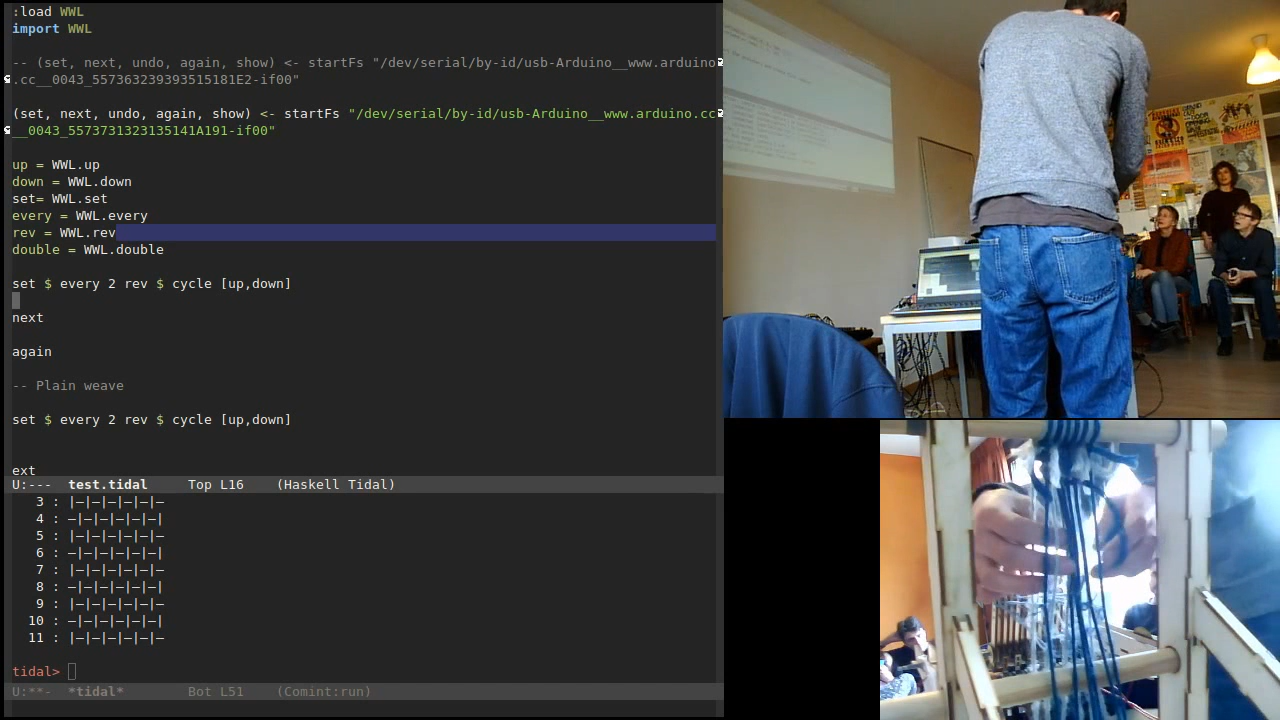 :load WWL
import WWL
-- (set, next, undo, again, show) <- startFs "/dev/serial/by-id/usb-Arduino__www.arduino
.cc__0043_557363239393515181E2-if00"
(set, next, undo, again, show) <- startFs "/dev/serial/by-id/usb-Arduino__www.arduino.cc
__0043_55737313231351​41A191-if00"
up = WWL.up
down = WWL.down
set= WWL.set
every = WWL.every
rev = WWL.rev
double = WWL.double
set $ every 2 rev $ cycle [up,down]
next
again
-- Plain weave
set $ every 2 rev $ cycle [up,down]
ext
U:--- test.tidal Top L16 (Haskell Tidal)
3 : |—|—|—|—|—|—
4 : —|—|—|—|—|—|
5 : |—|—|—|—|—|—
6 : —|—|—|—|—|—|
7 : |—|—|—|—|—|—
8 : —|—|—|—|—|—|
9 : |—|—|—|—|—|—
10 : —|—|—|—|—|—|
11 : |—|—|—|—|—|—
tidal>
U:**- *tidal* Bot L51 (Comint:run)